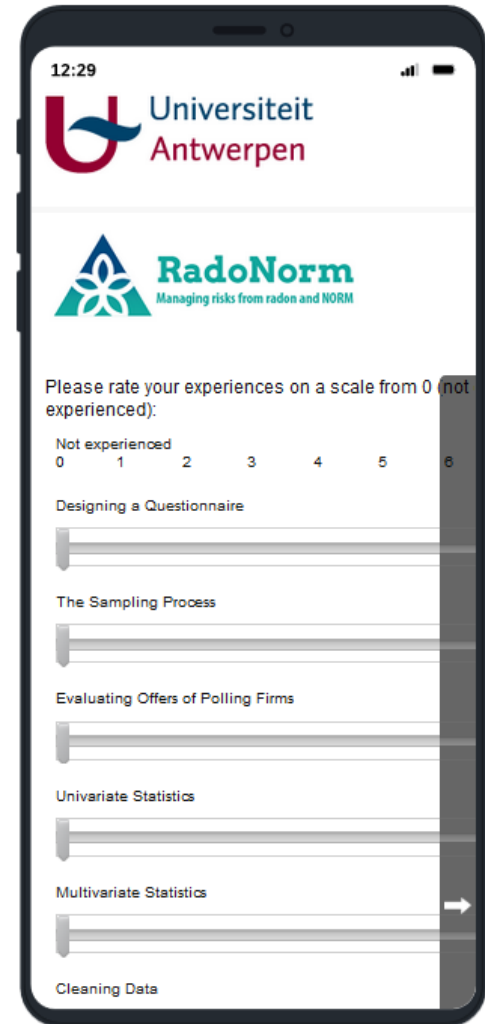 12:29
Universiteit
Antwerpen
RadoNorm
Managing risks from radon and NORM
Please rate your experiences on a scale from 0 (not
experienced):
Not experienced
0 1 2 3 4 5 6
Designing a Questionnaire
The Sampling Process
Evaluating Offers of Polling Firms
Univariate Statistics
Multivariate Statistics
Cleaning Data